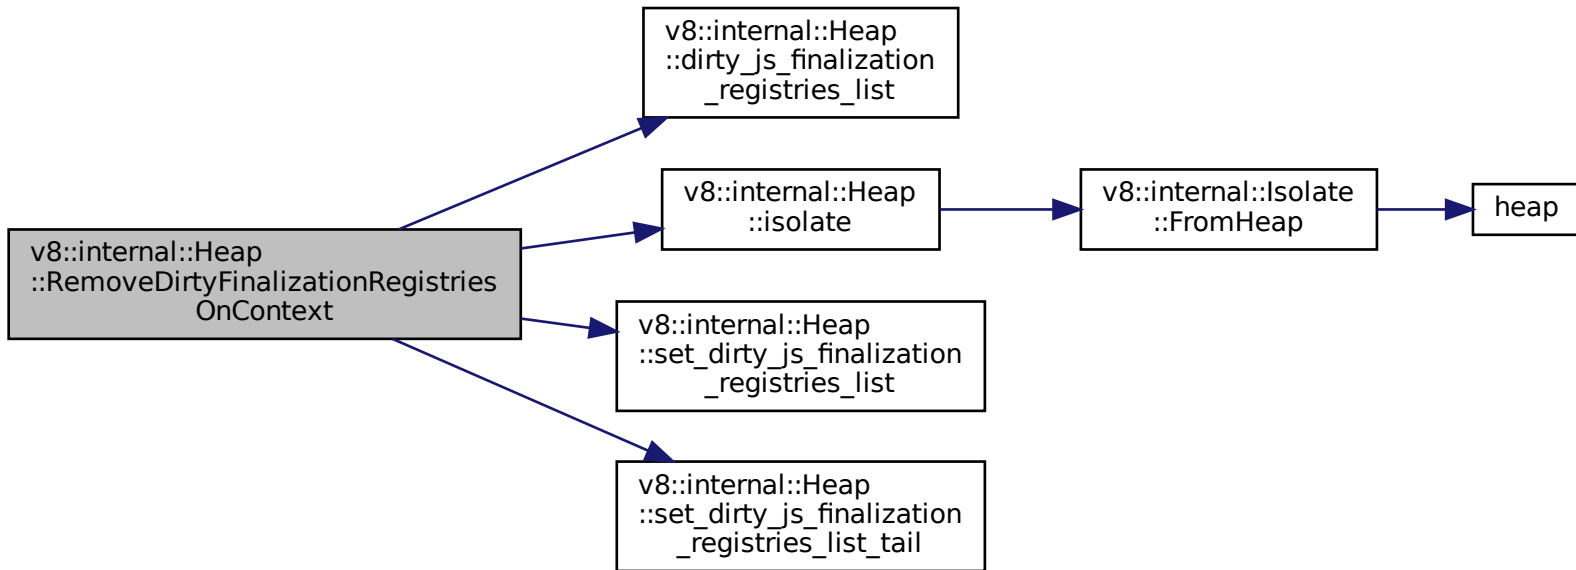 v8::internal::Heap
::dirty_js_finalization
_registries_list
v8::internal::Heap
::isolate
v8::internal::Isolate
::FromHeap
heap
v8::internal::Heap
::RemoveDirtyFinalizationRegistries
OnContext
v8::internal::Heap
::set_dirty_js_finalization
_registries_list
v8::internal::Heap
::set_dirty_js_finalization
_registries_list_tail